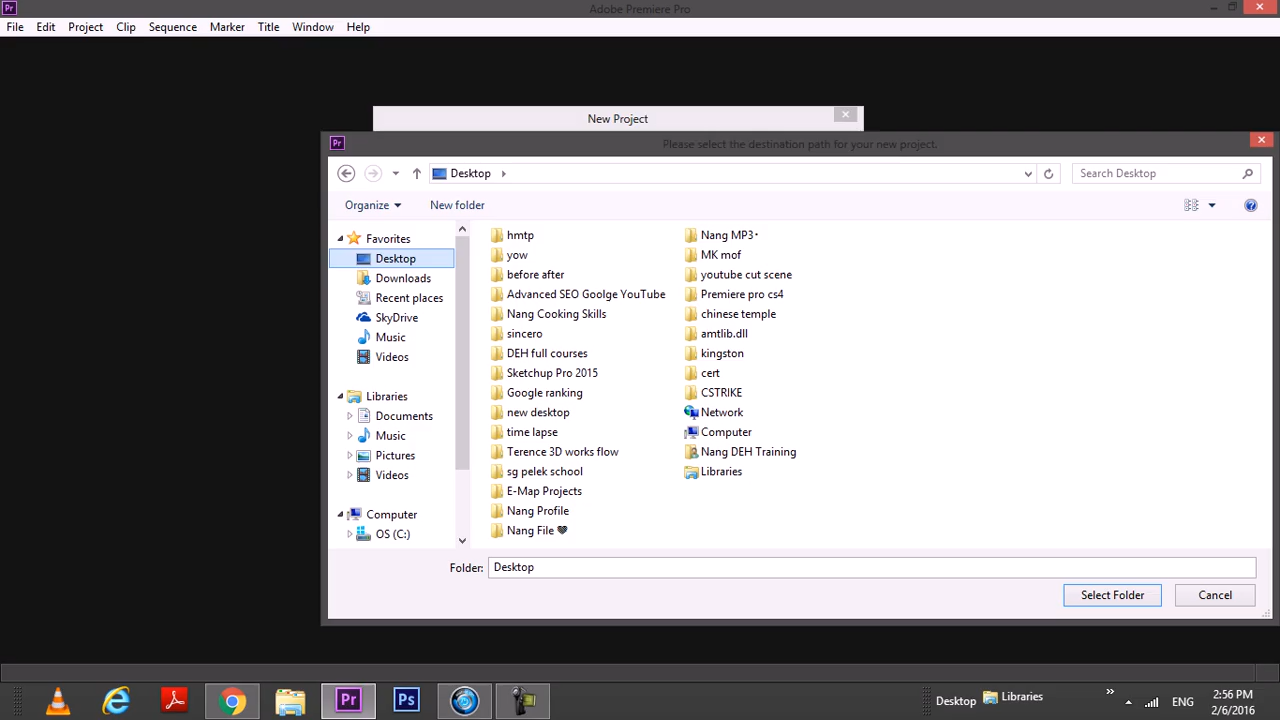 Pr
Adobe Premiere Pro
File Edit Project Clip Sequence Marker Title Window Help
New Project
Pr
Please select the destination path for your new project.
Desktop
Search Desktop
Organize
New folder
Favorites
Desktop
Downloads
Recent places
SkyDrive
Music
Videos
Libraries
Documents
Music
Pictures
Videos
Computer
OS (C:)
hmtp
yow
before after
Advanced SEO Goolge YouTube
Nang Cooking Skills
sincero
DEH full courses
Sketchup Pro 2015
Google ranking
new desktop
time lapse
Terence 3D works flow
sg pelek school
E-Map Projects
Nang Profile
Nang File ♥
Nang MP3·
MK mof
youtube cut scene
Premiere pro cs4
chinese temple
amtlib.dll
kingston
cert
CSTRIKE
Network
Computer
Nang DEH Training
Libraries
Folder: Desktop
Select Folder
Cancel
Pr
Ps
Desktop
Libraries
ENG
2:56 PM
2/6/2016